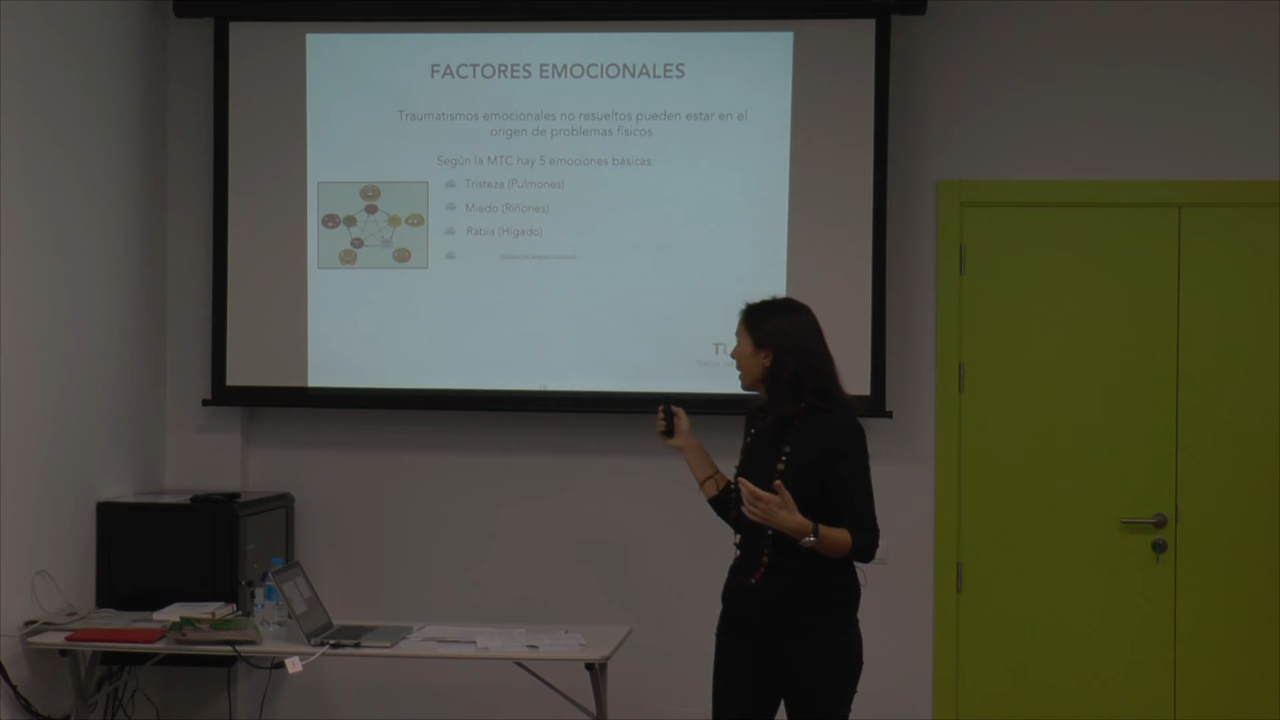 FACTORES EMOCIONALES
Traumatismos emocionales no resueltos pueden estar en el
origen de problemas físicos
Según la MTC hay 5 emociones básicas:
Tristeza (Pulmones)
Miedo (Riñones)
Rabia (Hígado)